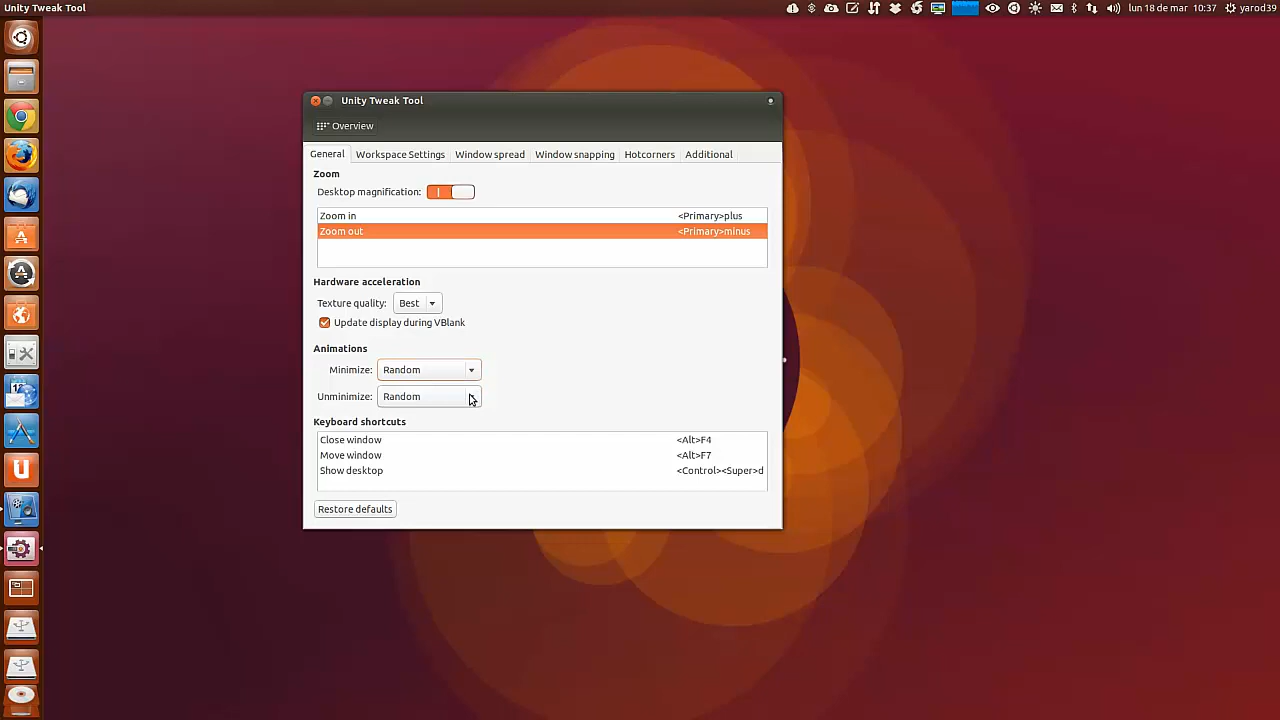 Unity Tweak Tool
lun 18 de mar 10:37 yarod39
Unity Tweak Tool
Overview
General Workspace Settings Window spread Window snapping Hotcorners Additional
Zoom
Desktop magnification:
Zoom in <Primary>plus
Zoom out <Primary>minus
Hardware acceleration
Texture quality: Best
Update display during VBlank
Animations
Minimize: Random
Unminimize: Random
Keyboard shortcuts
Close window <Alt>F4
Move window <Alt>F7
Show desktop <Control><Super>d
Restore defaults